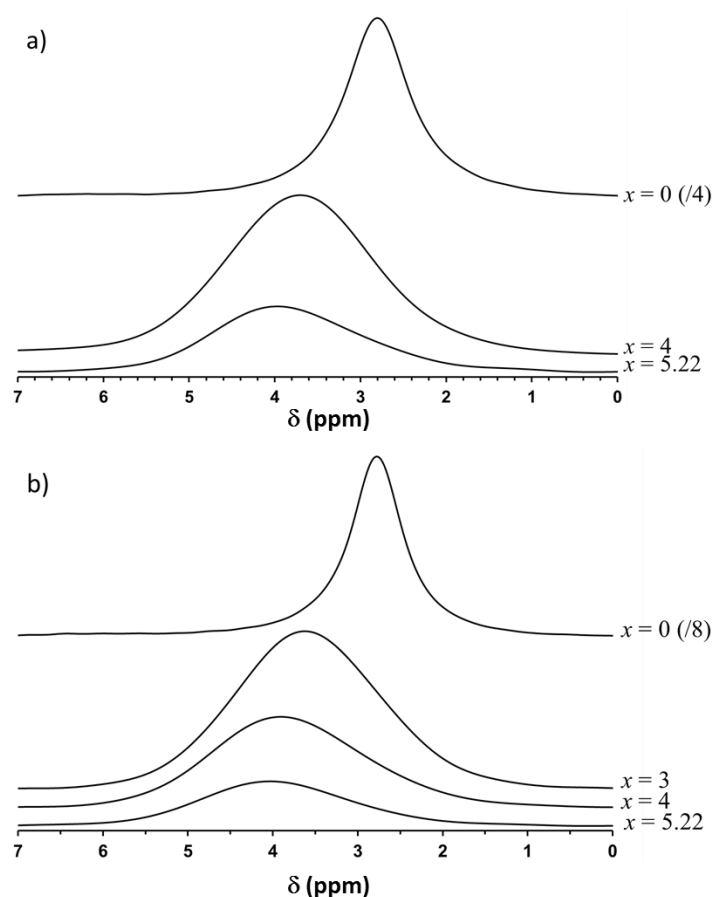 a)
x = 0 (/4)
x = 4
x = 5.22
7 6 5 4 3 2 1 0
δ (ppm)
b)
x = 0 (/8)
x = 3
x = 4
x = 5.22
7 6 5 4 3 2 1 0
δ (ppm)